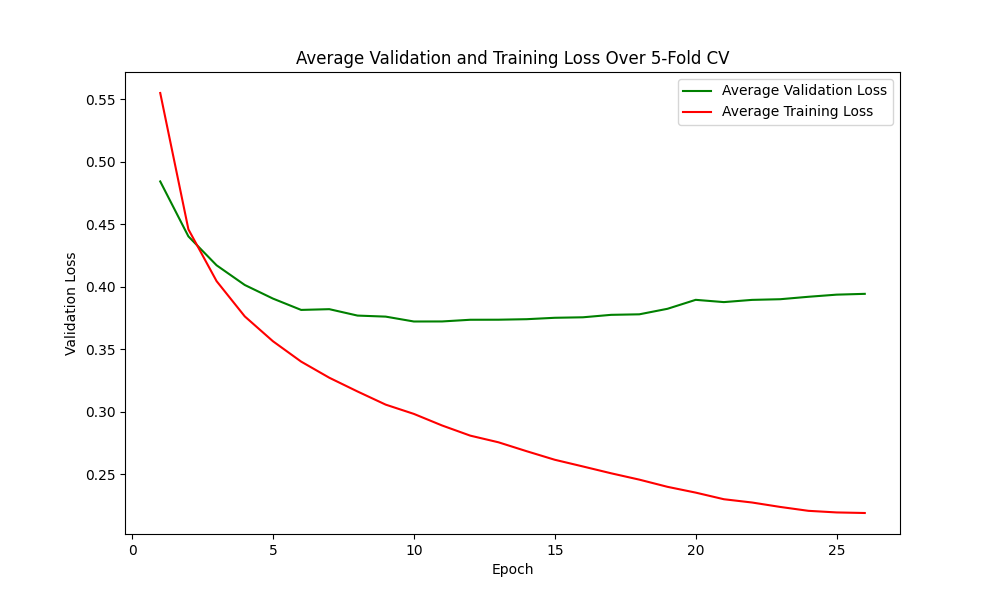 Average Validation and Training Loss Over 5-Fold CV
Average Validation Loss
Average Training Loss
Validation Loss
0.55
0.50
0.45
0.40
0.35
0.30
0.25
0
5
10
15
20
25
Epoch